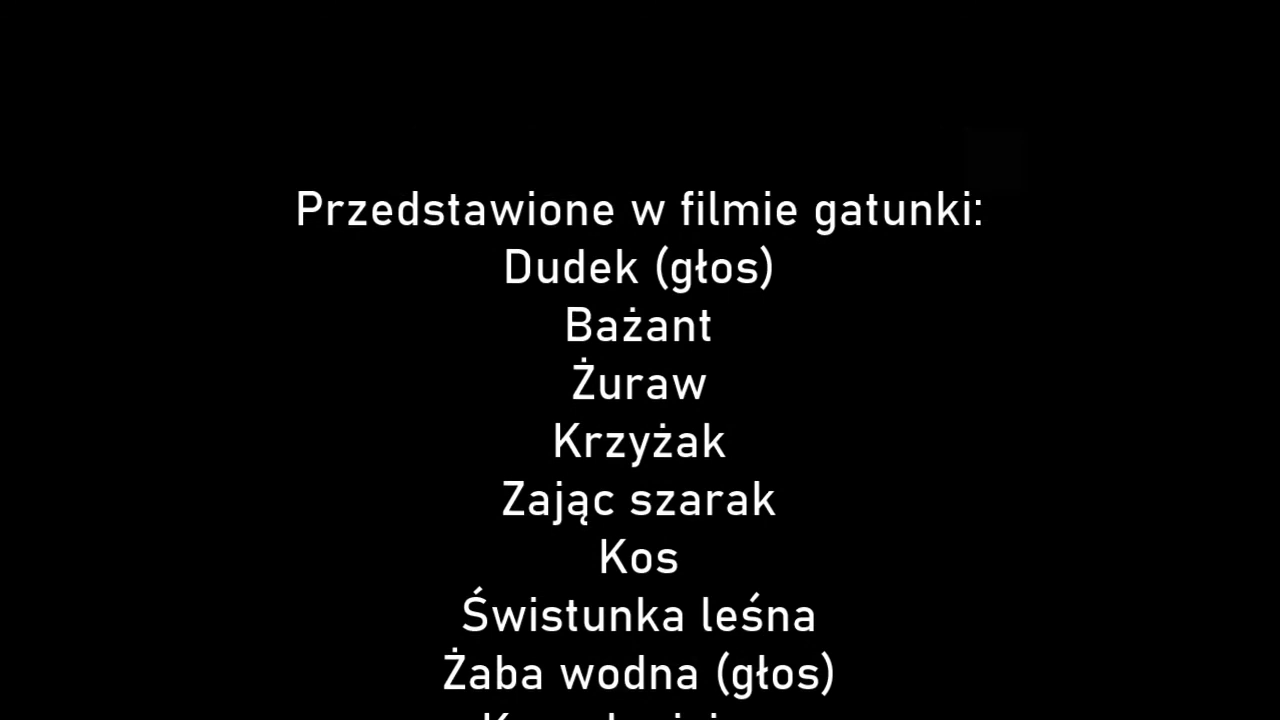 Przedstawione w filmie gatunki:
Dudek (głos)
Bażant
Żuraw
Krzyżak
Zając szarak
Kos
Świstunka leśna
Żaba wodna (głos)